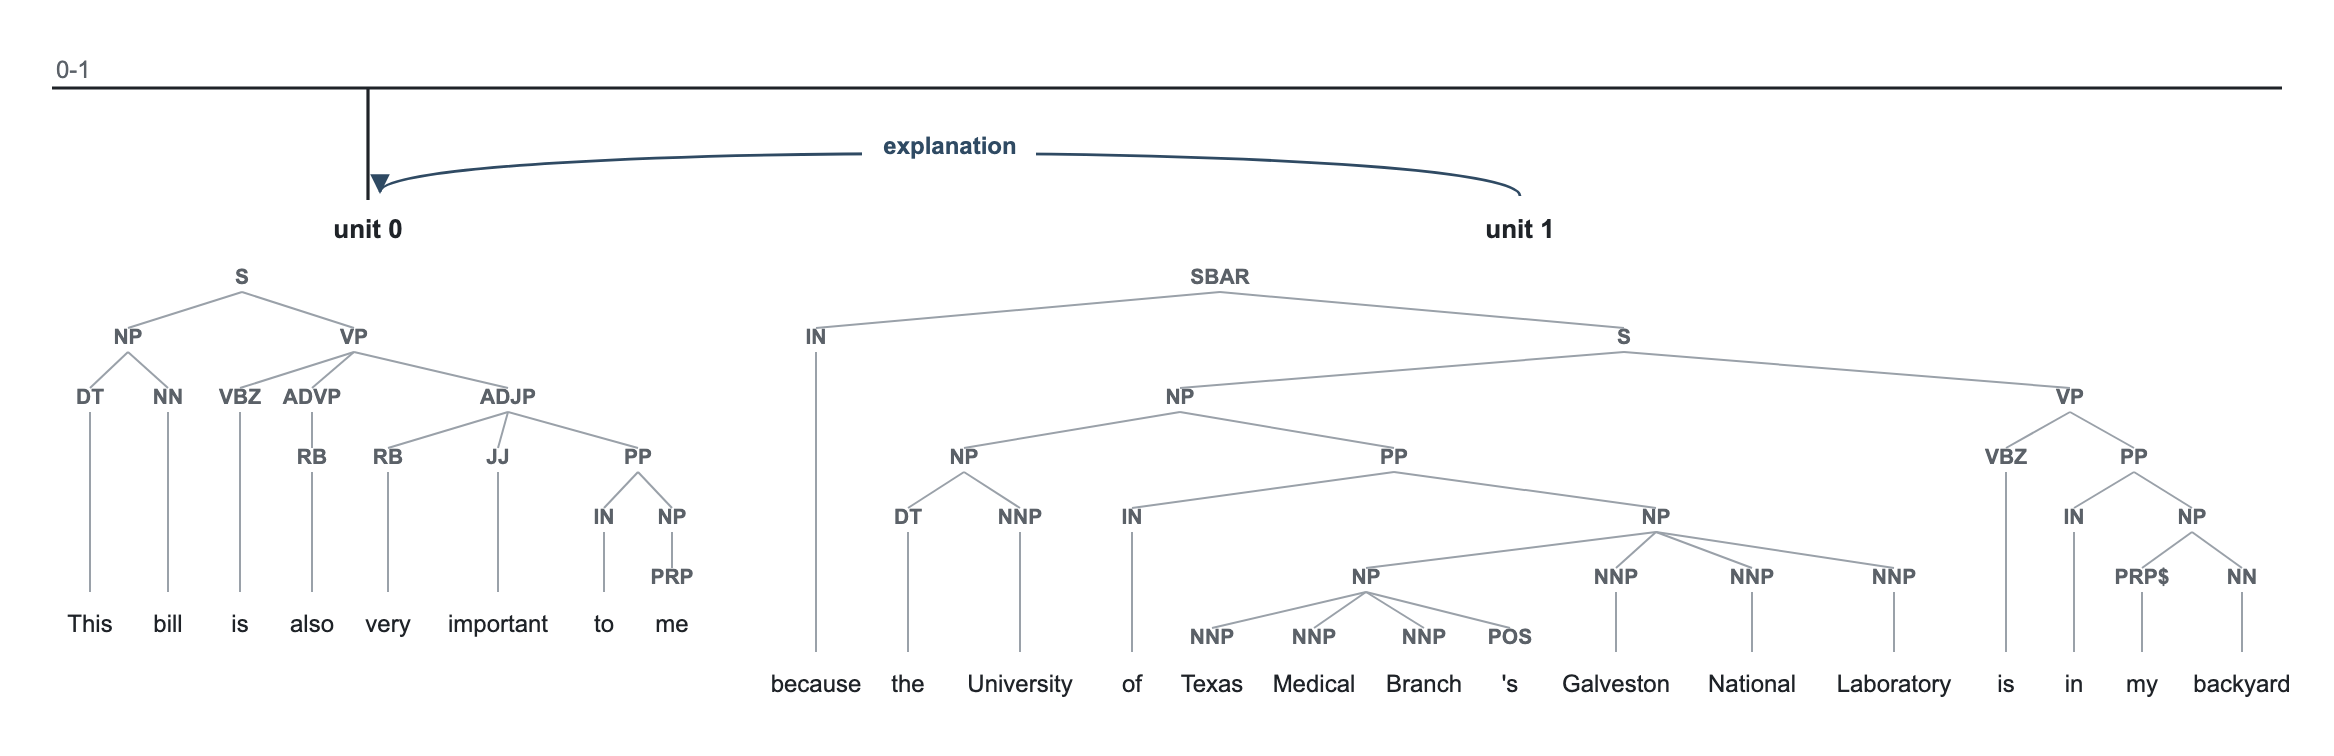 0-1
explanation
unit 0 unit 1
S SBAR
NP VP IN S
DT NN VBZ ADVP ADJP NP VP
RB RB JJ PP NP PP VBZ PP
IN NP DT NNP IN NP IN NP
PRP NP NNP NNP NNP PRP$ NN
This bill is also very important to me
NNP NNP NNP POS
because the University of Texas Medical Branch 's Galveston National Laboratory is in my backyard